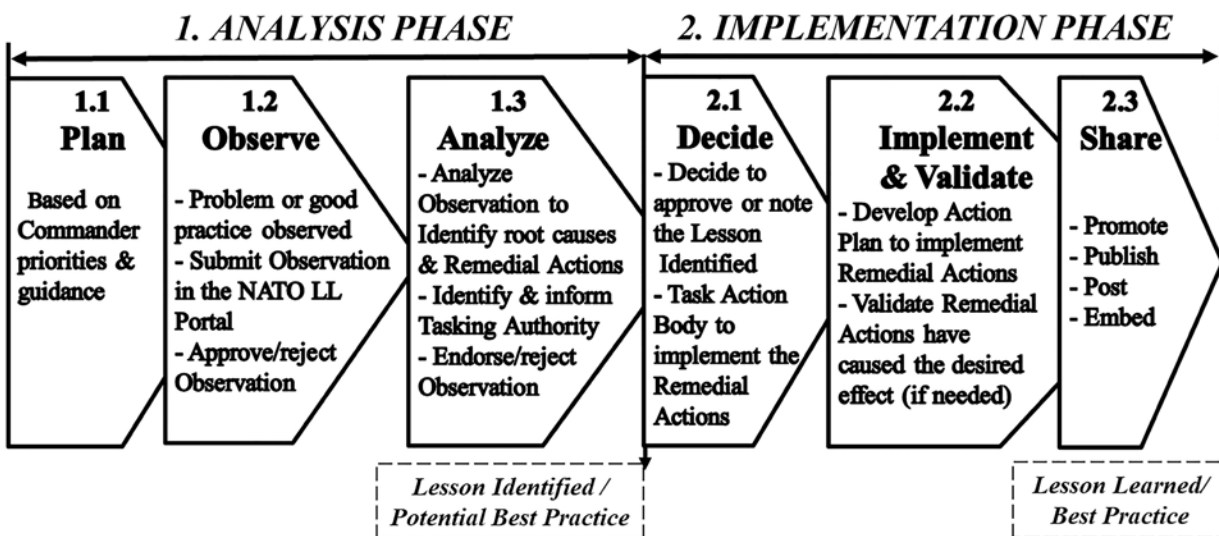 1. ANALYSIS PHASE
2. IMPLEMENTATION PHASE
1.1
Plan
Based on
Commander
priorities &
guidance
1.2
Observe
- Problem or good
practice observed
- Submit Observation
in the NATO LL
Portal
- Approve/reject
Observation
1.3
Analyze
- Analyze
Observation to
Identify root causes
& Remedial Actions
- Identify & inform
Tasking Authority
- Endorse/reject
Observation
2.1
Decide
- Decide to
approve or note
the Lesson
Identified
- Task Action
Body to
implement the
Remedial
Actions
2.2
Implement
& Validate
- Develop Action
Plan to implement
Remedial Actions
- Validate Remedial
Actions have
caused the desired
effect (if needed)
2.3
Share
- Promote
- Publish
- Post
- Embed
Lesson Identified /
Potential Best Practice
Lesson Learned/
Best Practice